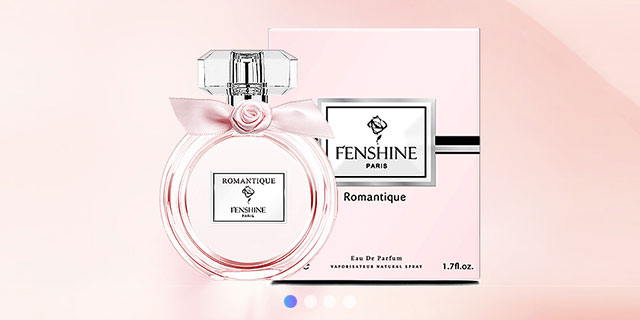 ROMANTIQUE
FENSHINE
PARIS
FENSHINE
PARIS
Romantique
Eau De Parfum
VAPORISATEUR NATURAL SPRAY
1.7fl.oz.